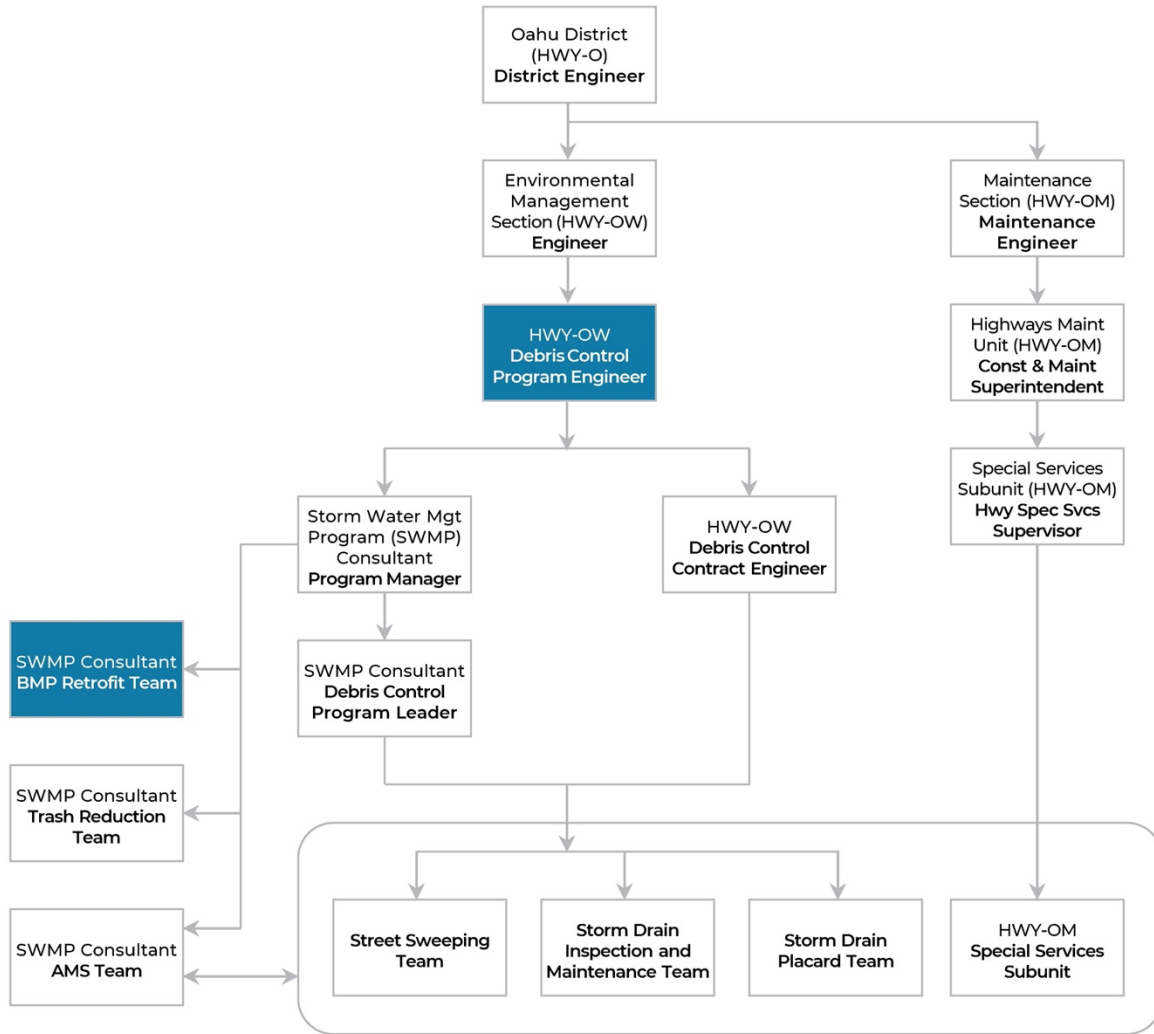 Oahu District
(HWY-O)
District Engineer
Environmental
Management
Section (HWY-OW)
Engineer
Maintenance
Section (HWY-OM)
Maintenance
Engineer
HWY-OW
Debris Control
Program Engineer
Highways Maint
Unit (HWY-OM)
Const & Maint
Superintendent
Storm Water Mgt
Program (SWMP)
Consultant
Program Manager
HWY-OW
Debris Control
Contract Engineer
Special Services
Subunit (HWY-OM)
Hwy Spec Svcs
Supervisor
SWMP Consultant
BMP Retrofit Team
SWMP Consultant
Debris Control
Program Leader
SWMP Consultant
Trash Reduction
Team
SWMP Consultant
AMS Team
Street Sweeping
Team
Storm Drain
Inspection and
Maintenance Team
Storm Drain
Placard Team
HWY-OM
Special Services
Subunit